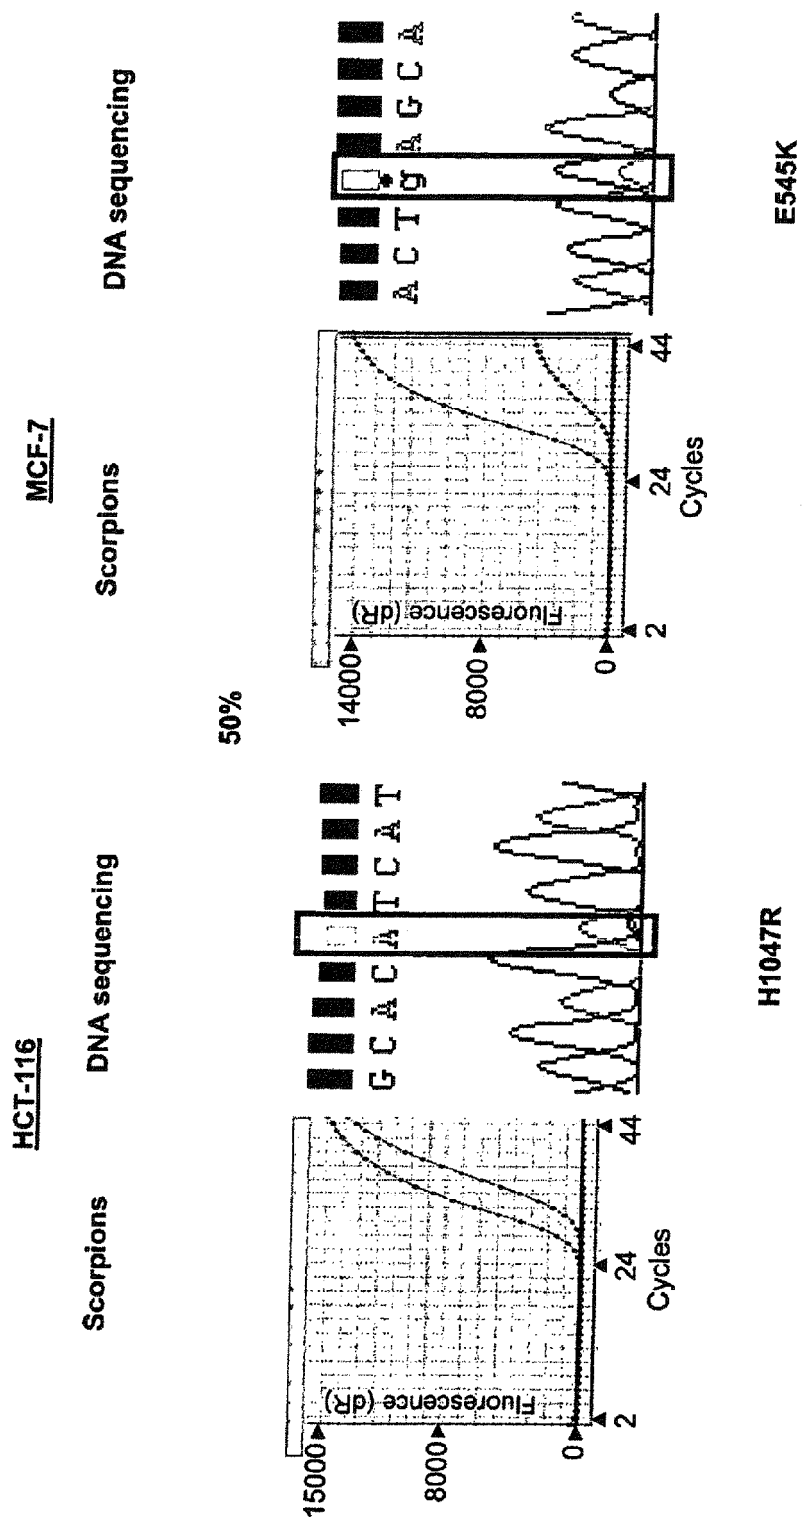 HCT-116
MCF-7
Scorpions
DNA sequencing
Scorpions
DNA sequencing
50%
15000
8000
0
Fluorescence (dR)
2
24
44
Cycles
G C A C A T C A T
H1047R
14000
8000
0
Fluorescence (dR)
2
24
44
Cycles
A C T g A G C A
E545K